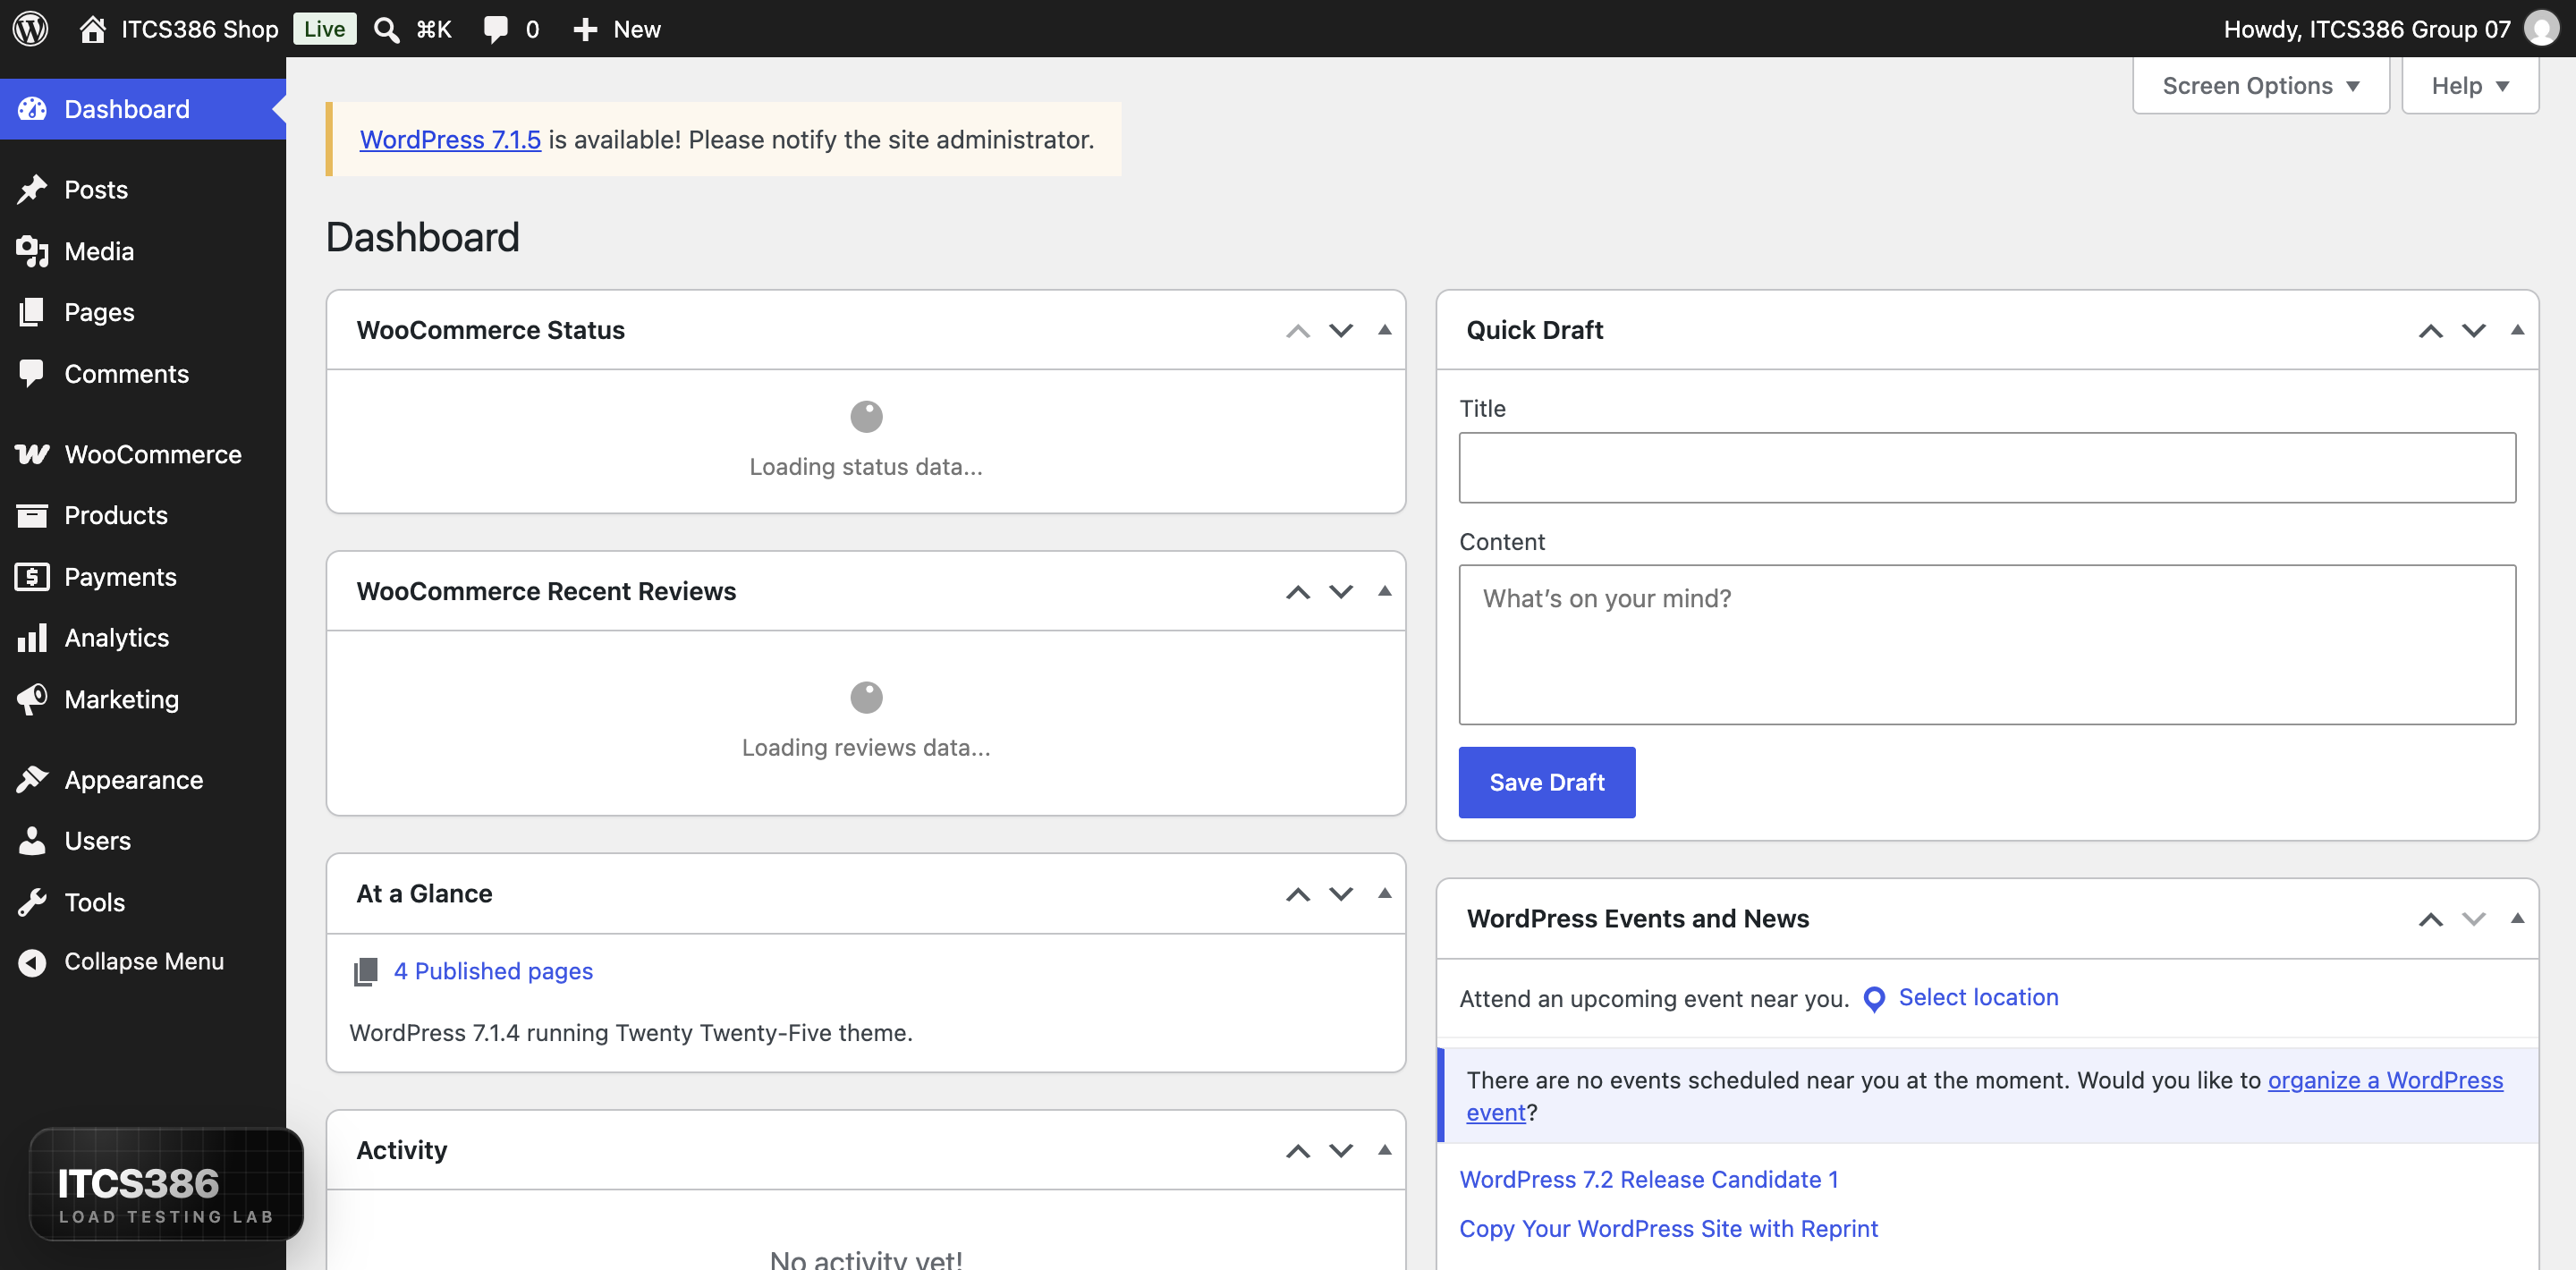 ITCS386 Shop Live ⌘K 0 New Howdy, ITCS386 Group 07
Screen Options Help
Dashboard
Posts
Media
Pages
Comments
WooCommerce
Products
Payments
Analytics
Marketing
Appearance
Users
Tools
Collapse Menu
ITCS386
LOAD TESTING LAB
WordPress 7.1.5 is available! Please notify the site administrator.
Dashboard
WooCommerce Status
Loading status data...
WooCommerce Recent Reviews
Loading reviews data...
At a Glance
4 Published pages
WordPress 7.1.4 running Twenty Twenty-Five theme.
Activity
No activity yet!
Quick Draft
Title
Content
What's on your mind?
Save Draft
WordPress Events and News
Attend an upcoming event near you. Select location
There are no events scheduled near you at the moment. Would you like to organize a WordPress
event?
WordPress 7.2 Release Candidate 1
Copy Your WordPress Site with Reprint